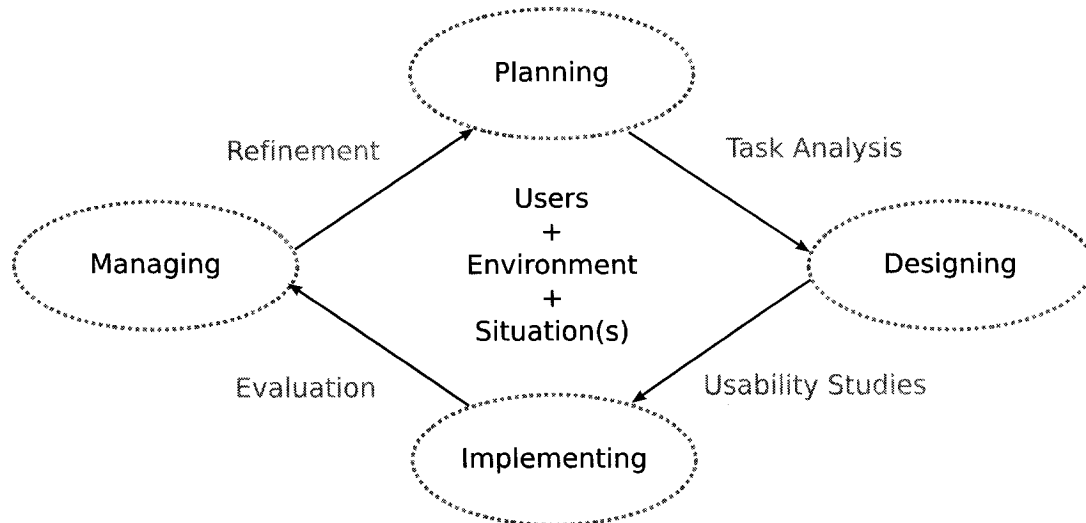 Planning
Refinement
Task Analysis
Users
+
Environment
+
Situation(s)
Managing
Designing
Evaluation
Usability Studies
Implementing